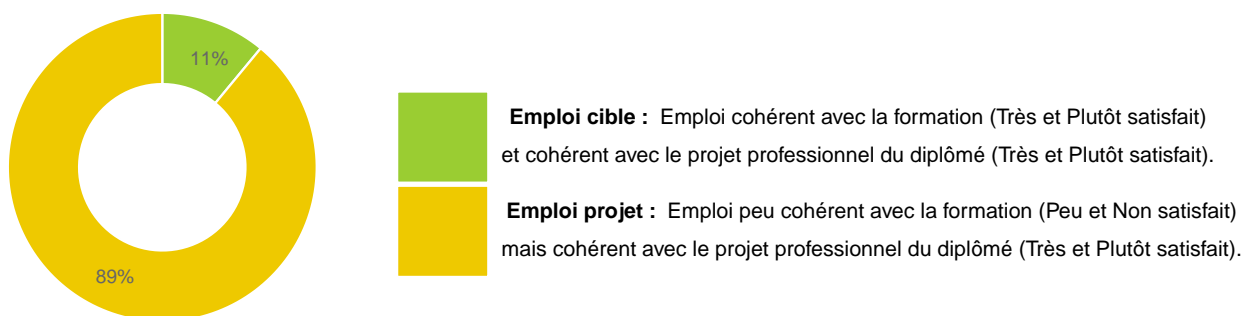 11%
89%
Emploi cible : Emploi cohérent avec la formation (Très et Plutôt satisfait)
et cohérent avec le projet professionnel du diplômé (Très et Plutôt satisfait).
Emploi projet : Emploi peu cohérent avec la formation (Peu et Non satisfait)
mais cohérent avec le projet professionnel du diplômé (Très et Plutôt satisfait).